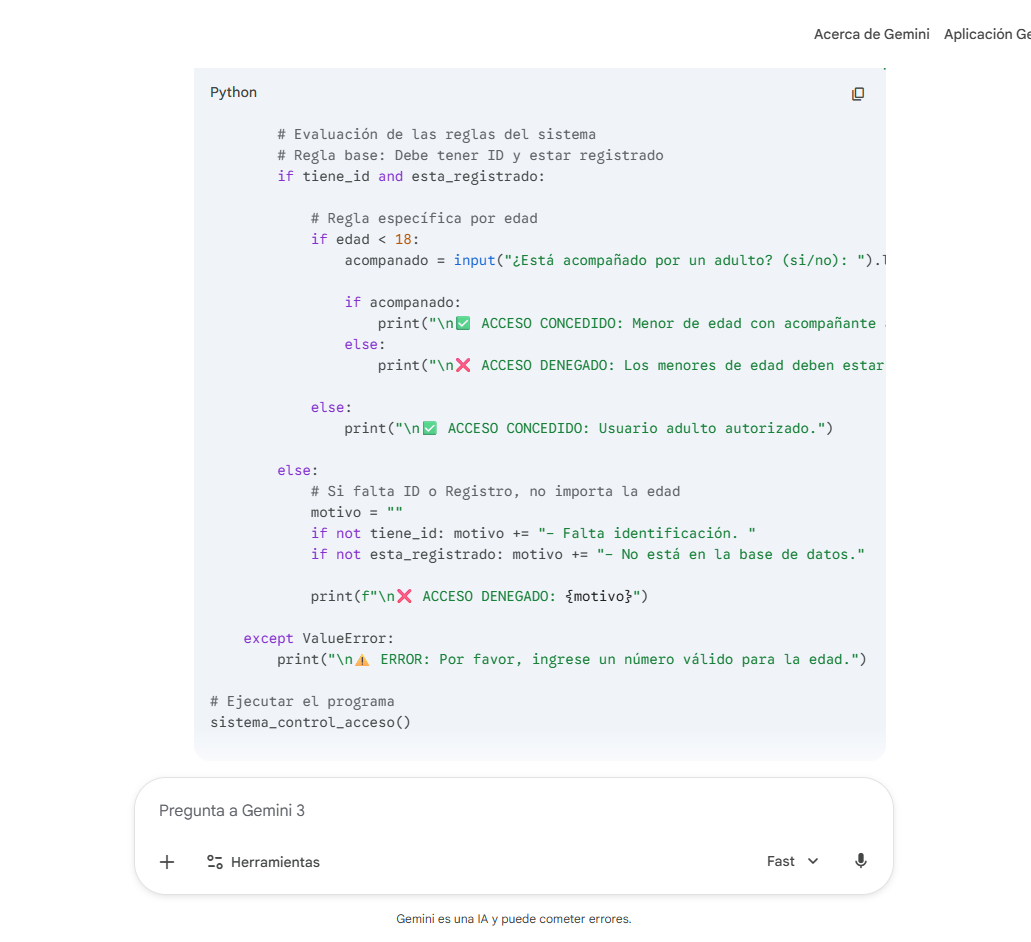 Acerca de Gemini Aplicación Ge
Python
# Evaluación de las reglas del sistema
# Regla base: Debe tener ID y estar registrado
if tiene_id and esta_registrado:
# Regla específica por edad
if edad < 18:
acompanado = input("¿Está acompañado por un adulto? (si/no): ").l
if acompanado:
print("\n✅ ACCESO CONCEDIDO: Menor de edad con acompañante
else:
print("\n❌ ACCESO DENEGADO: Los menores de edad deben estar
else:
print("\n✅ ACCESO CONCEDIDO: Usuario adulto autorizado.")
else:
# Si falta ID o Registro, no importa la edad
motivo = ""
if not tiene_id: motivo += "- Falta identificación. "
if not esta_registrado: motivo += "- No está en la base de datos."
print(f"\n❌ ACCESO DENEGADO: {motivo}")
except ValueError:
print("\n⚠️ ERROR: Por favor, ingrese un número válido para la edad.")
# Ejecutar el programa
sistema_control_acceso()
Pregunta a Gemini 3
Herramientas Fast
Gemini es una IA y puede cometer errores.